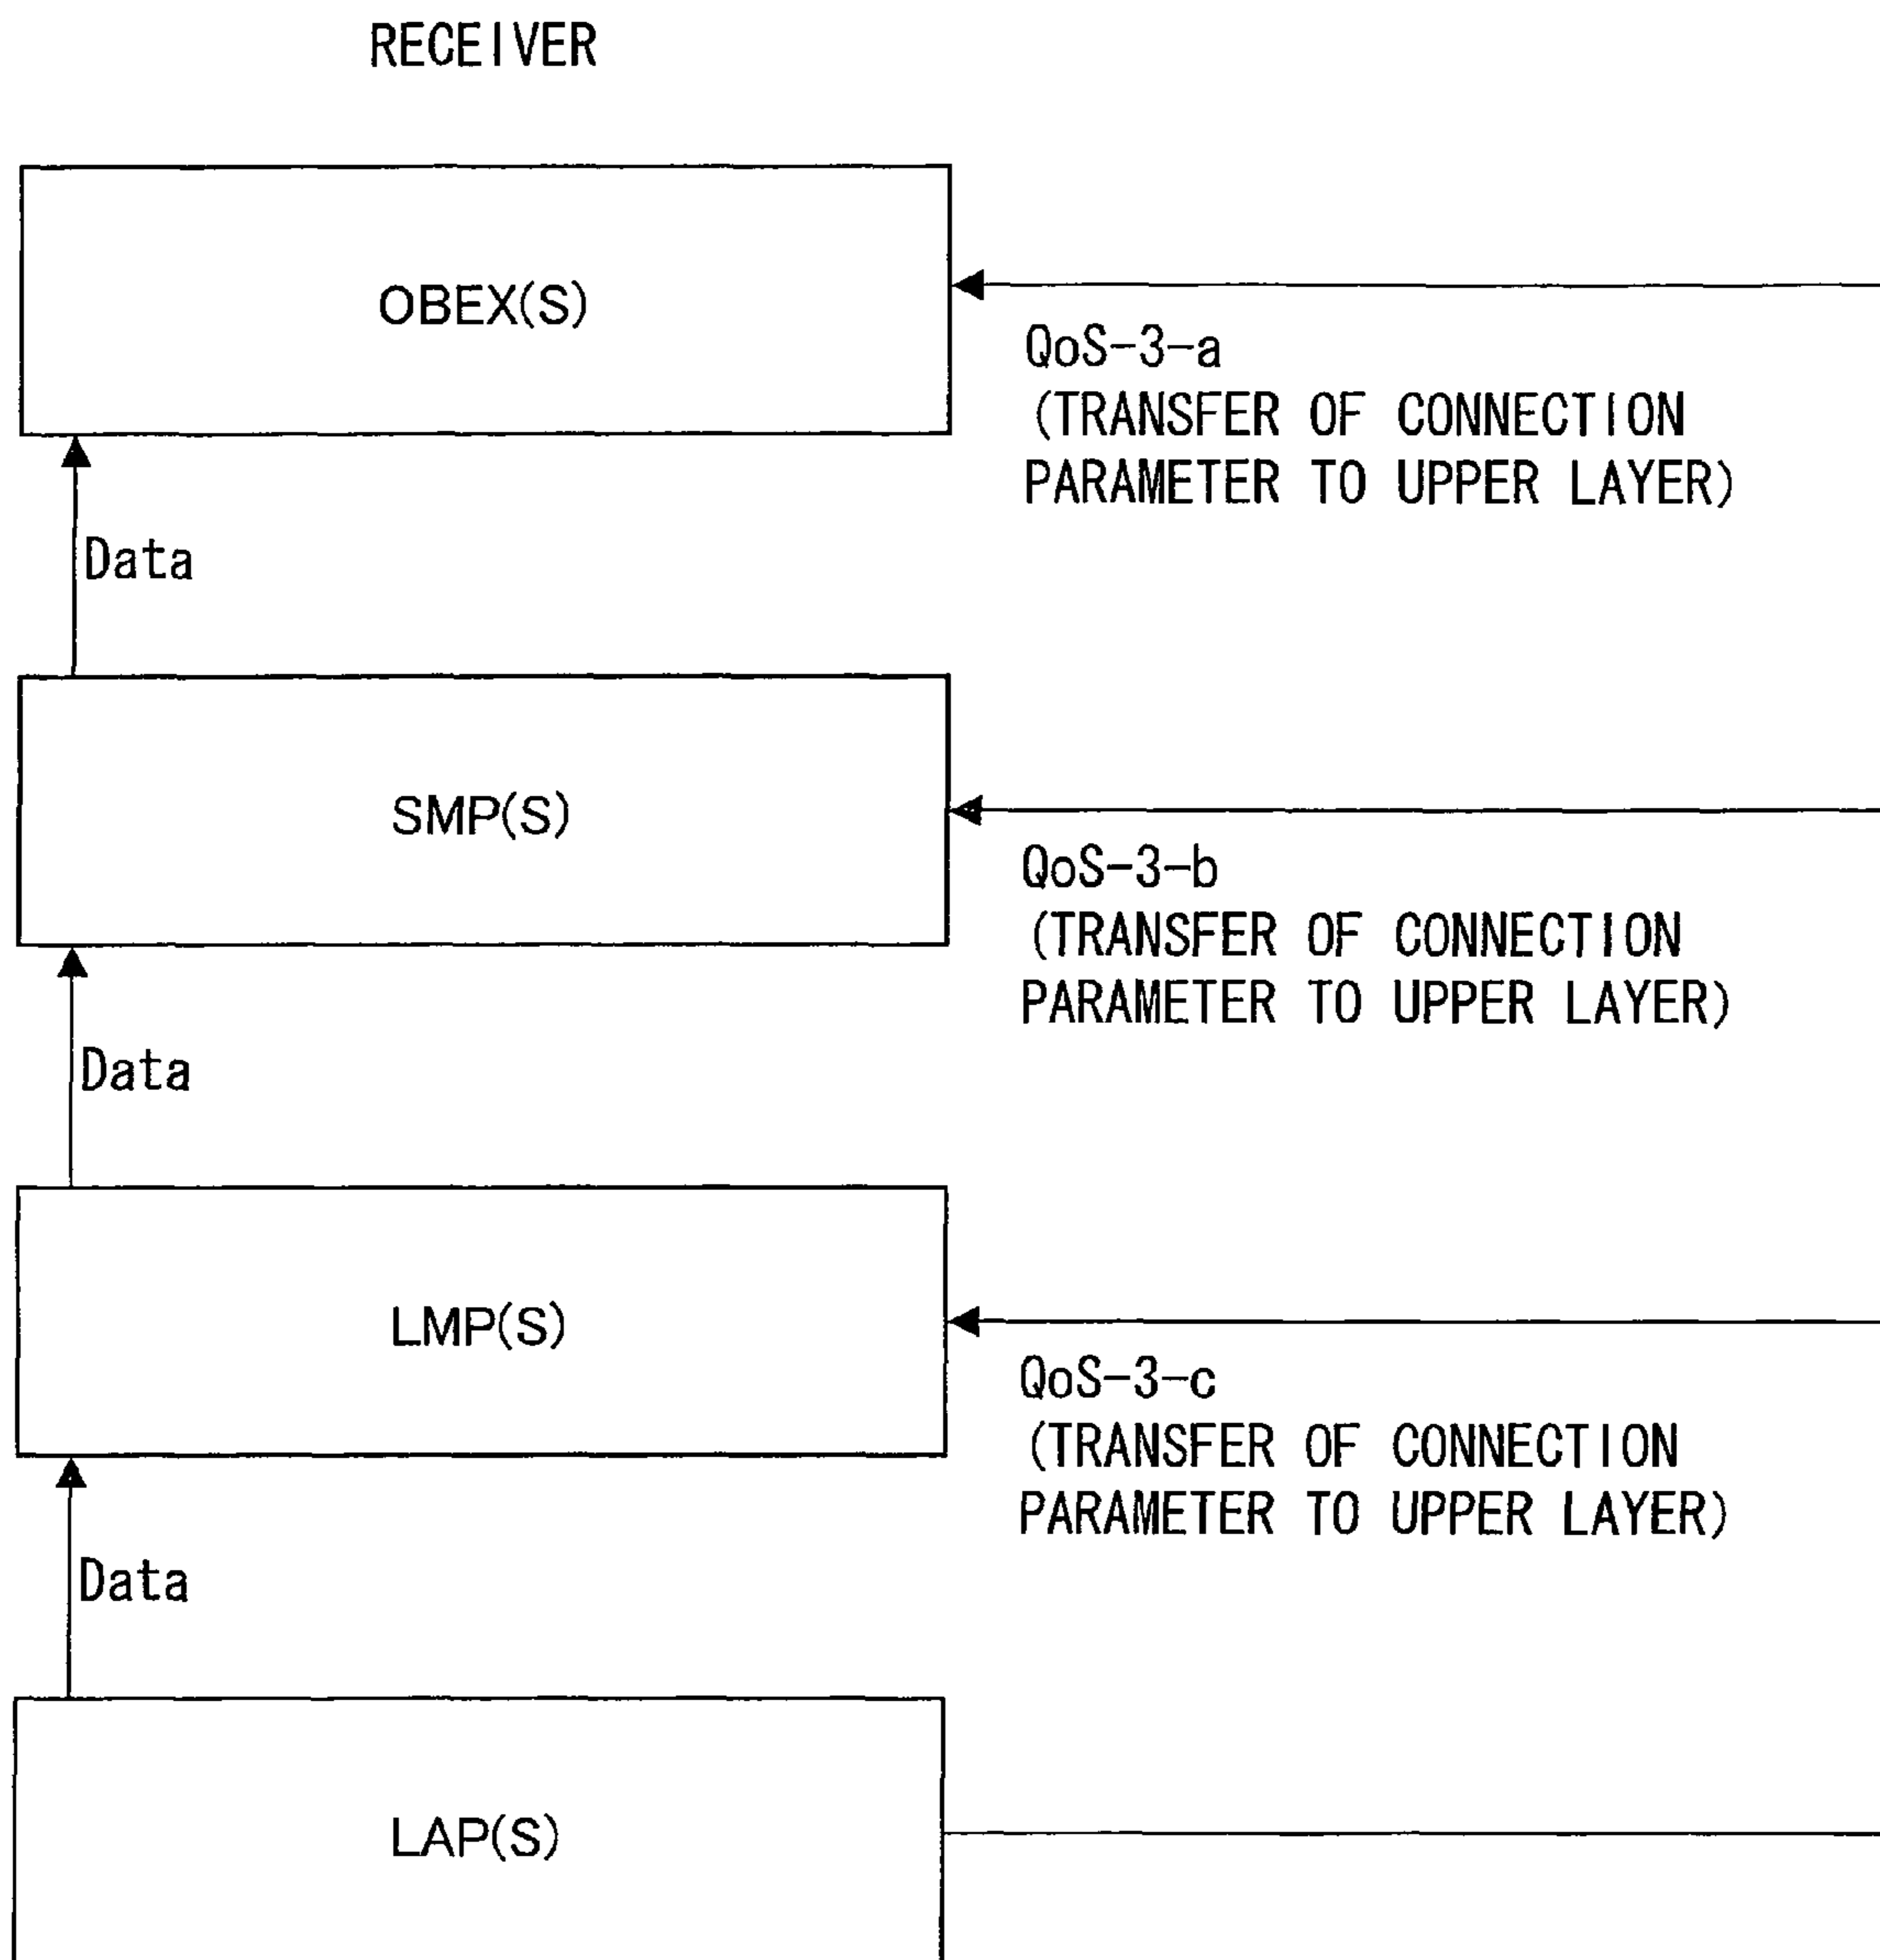 RECEIVER
OBEX(S)
QoS-3-a
(TRANSFER OF CONNECTION
PARAMETER TO UPPER LAYER)
Data
SMP(S)
QoS-3-b
(TRANSFER OF CONNECTION
PARAMETER TO UPPER LAYER)
Data
LMP(S)
QoS-3-c
(TRANSFER OF CONNECTION
PARAMETER TO UPPER LAYER)
Data
LAP(S)